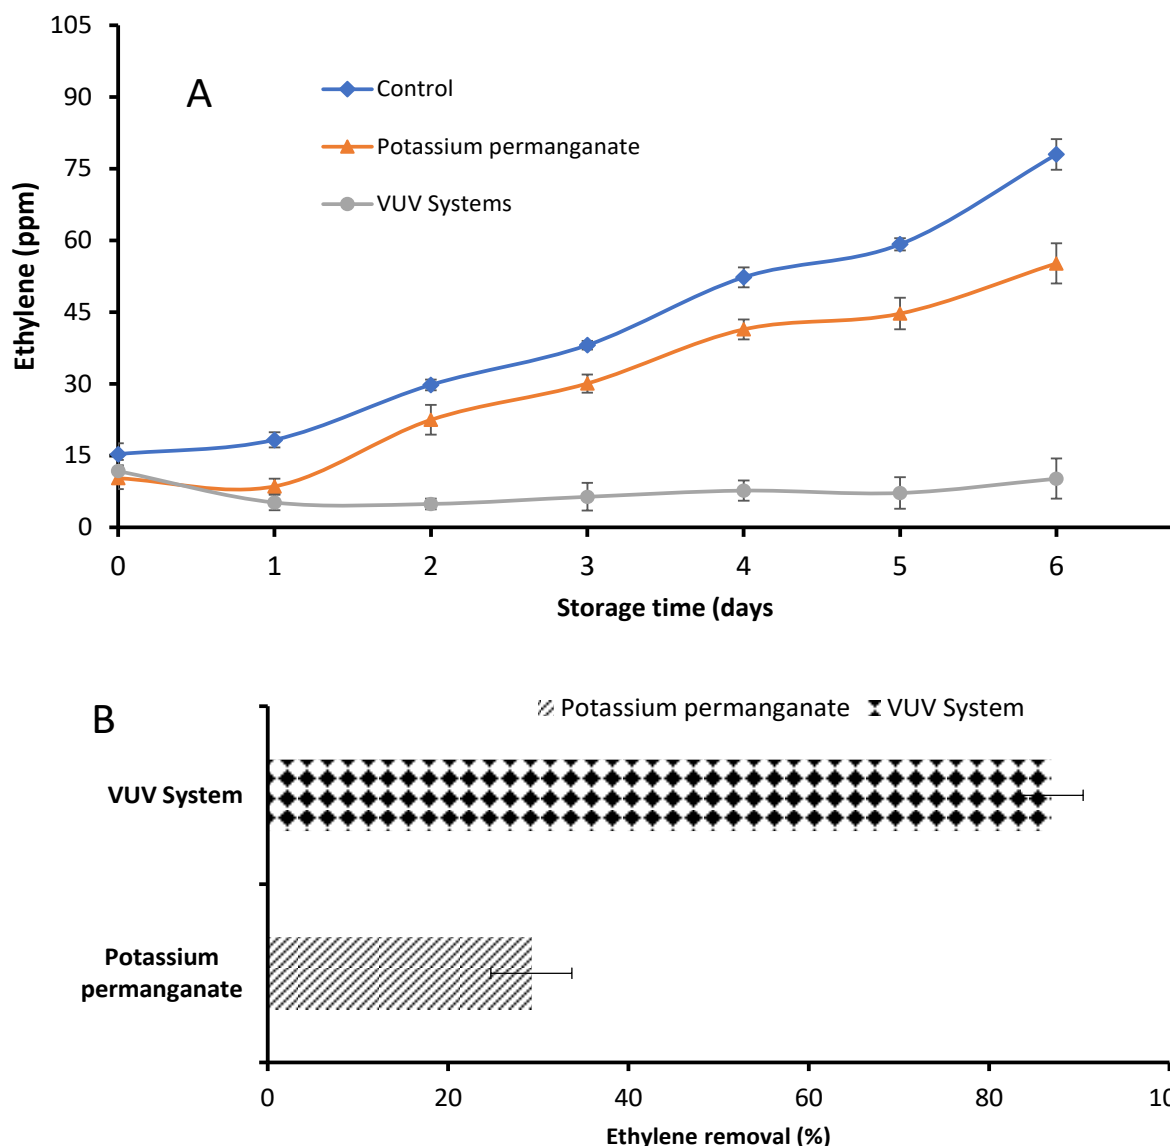 105
90
75
60
45
30
15
0
Ethylene (ppm)
A
Control
Potassium permanganate
VUV Systems
0 1 2 3 4 5 6
Storage time (days
B
Potassium permanganate VUV System
VUV System
Potassium
permanganate
0 20 40 60 80 10
Ethylene removal (%)